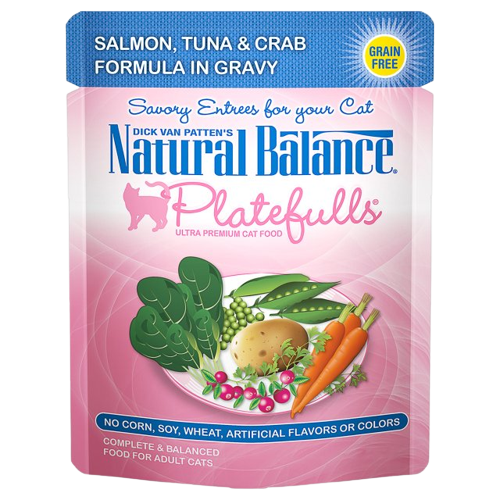 SALMON, TUNA & CRAB
FORMULA IN GRAVY
GRAIN
FREE
Savory Entrees for your Cat
DICK VAN PATTEN'S
Natural Balance®
Platefulls®
ULTRA PREMIUM CAT FOOD
NO CORN, SOY, WHEAT, ARTIFICIAL FLAVORS OR COLORS
COMPLETE & BALANCED
FOOD FOR ADULT CATS